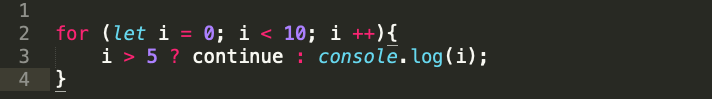 1
2 for (let i = 0; i < 10; i ++){
3     i > 5 ? continue : console.log(i);
4 }